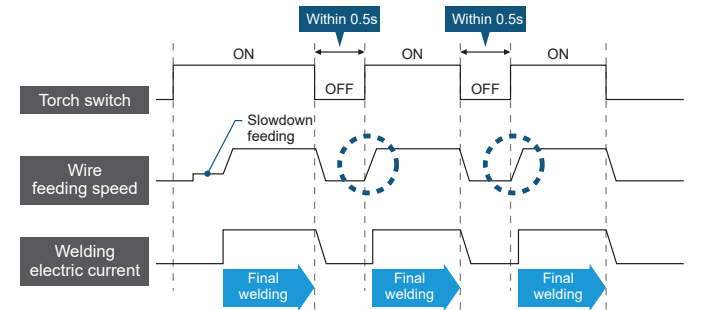 Within 0.5s
Within 0.5s
ON
ON
ON
OFF
OFF
Torch switch
Slowdown
feeding
Wire
feeding speed
Welding
electric current
Final
welding
Final
welding
Final
welding